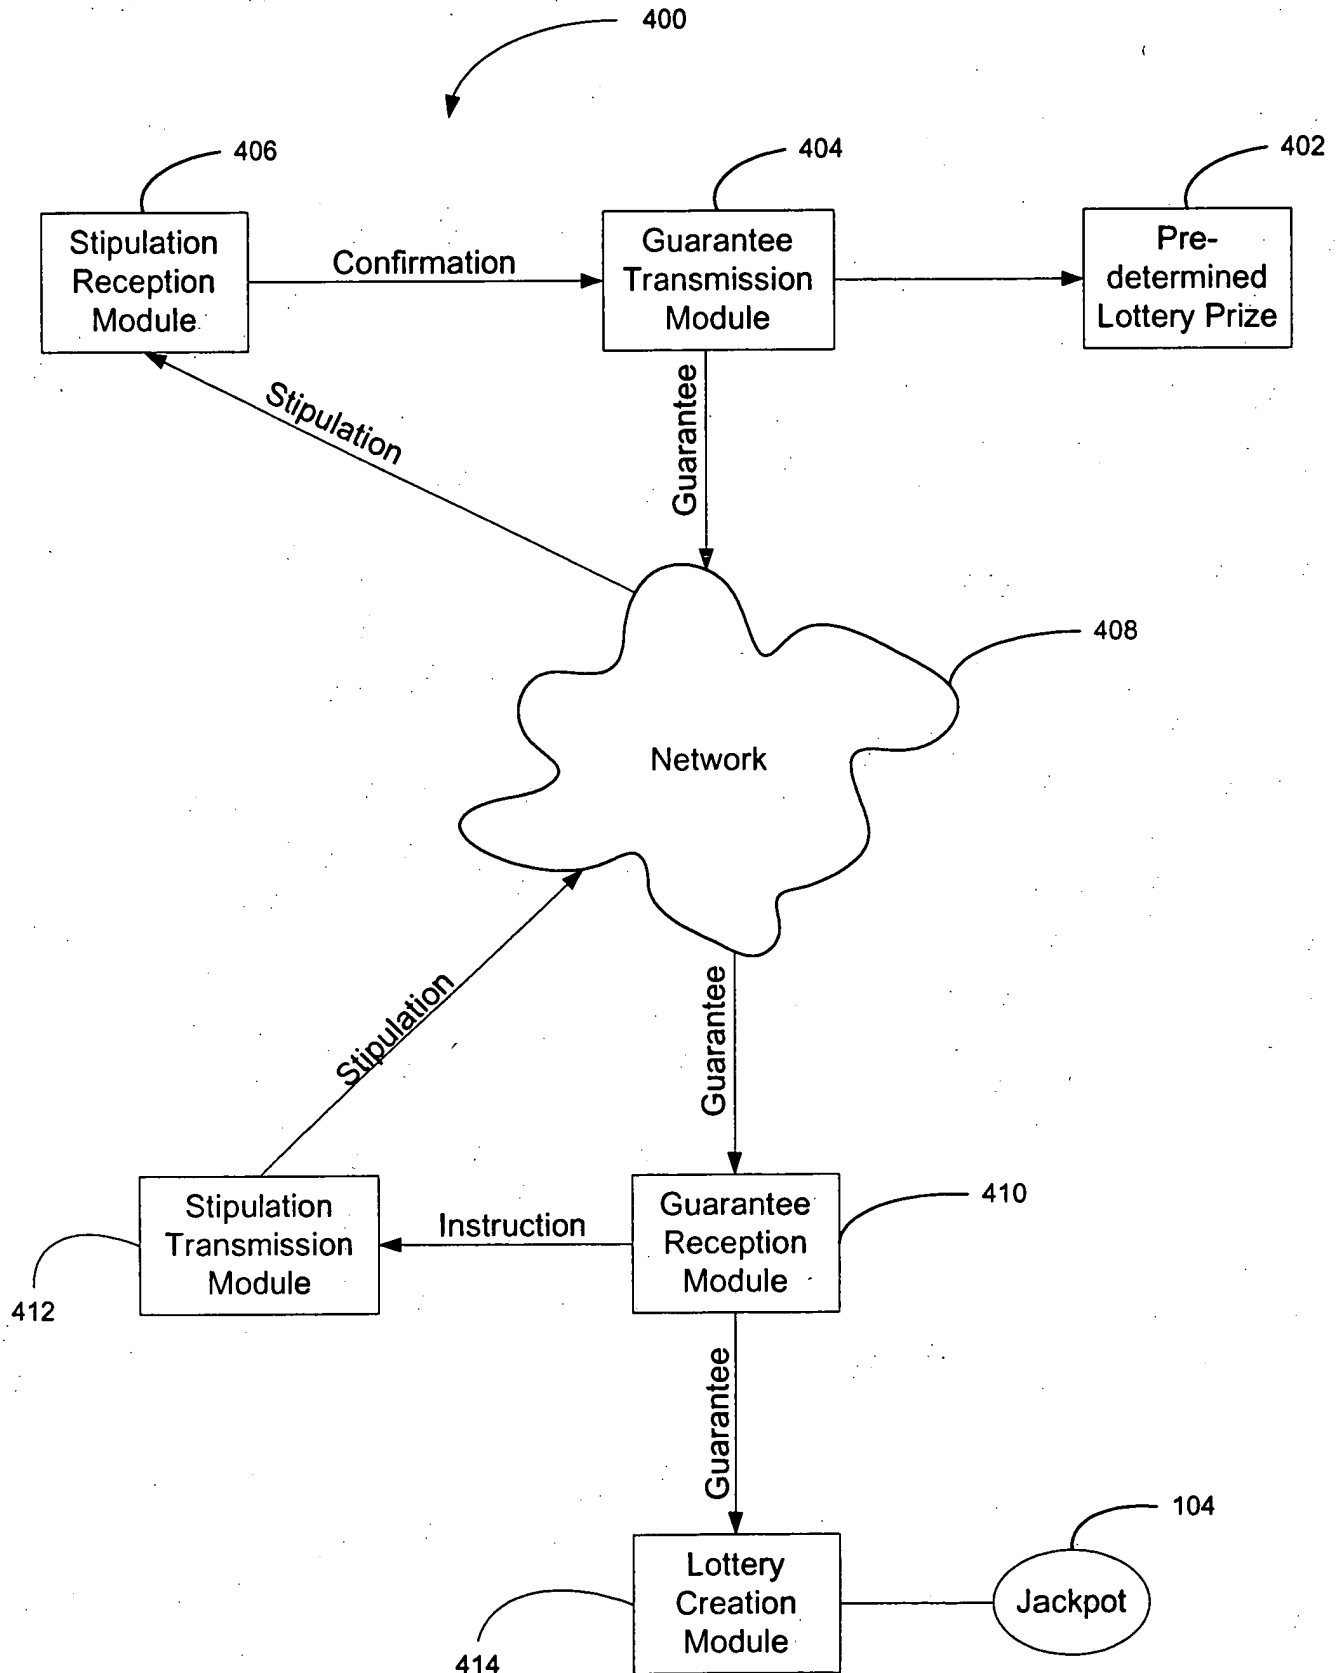 400
406
404
402
Stipulation
Reception
Module
Confirmation
Guarantee
Transmission
Module
Pre-
determined
Lottery Prize
Stipulation
Guarantee
408
Network
Stipulation
Guarantee
Stipulation
Transmission
Module
Instruction
Guarantee
Reception
Module
410
412
Guarantee
104
Lottery
Creation
Module
Jackpot
414